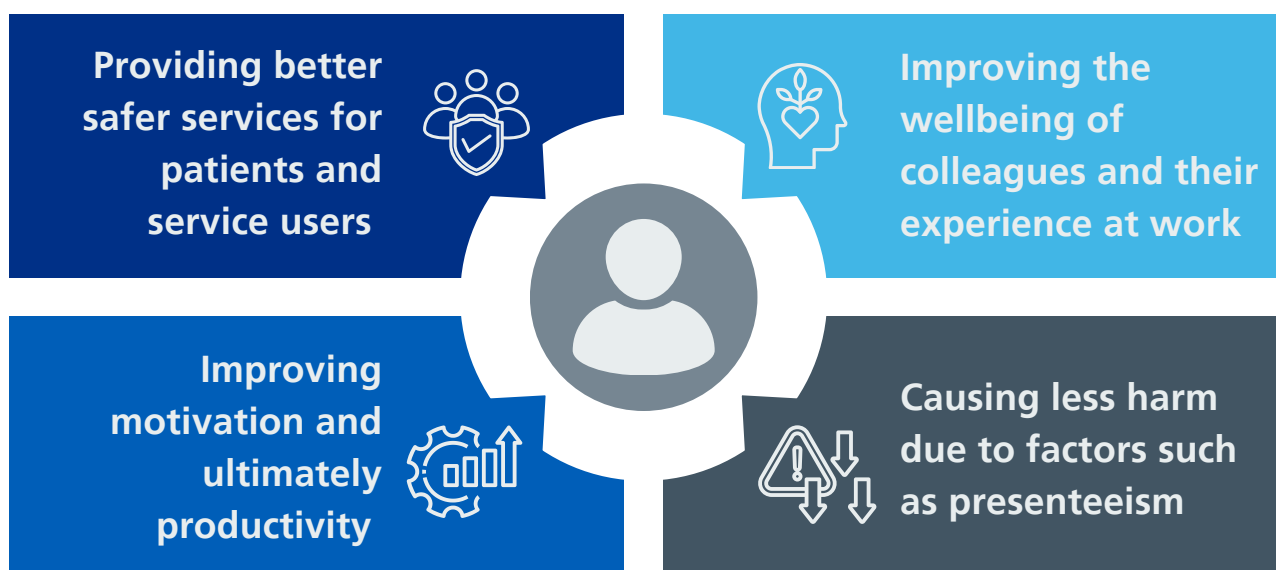 Providing better
safer services for
patients and
service users
Improving the
wellbeing of
colleagues and their
experience at work
Improving
motivation and
ultimately
productivity
Causing less harm
due to factors such
as presenteeism